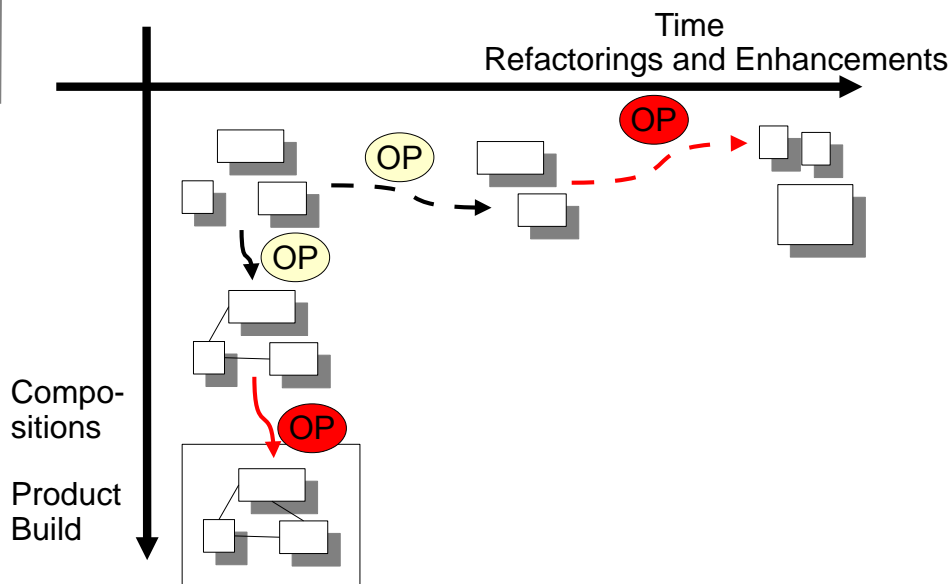 Time
Refactorings and Enhancements
OP
OP
OP
Compo-
sitions
OP
Product
Build